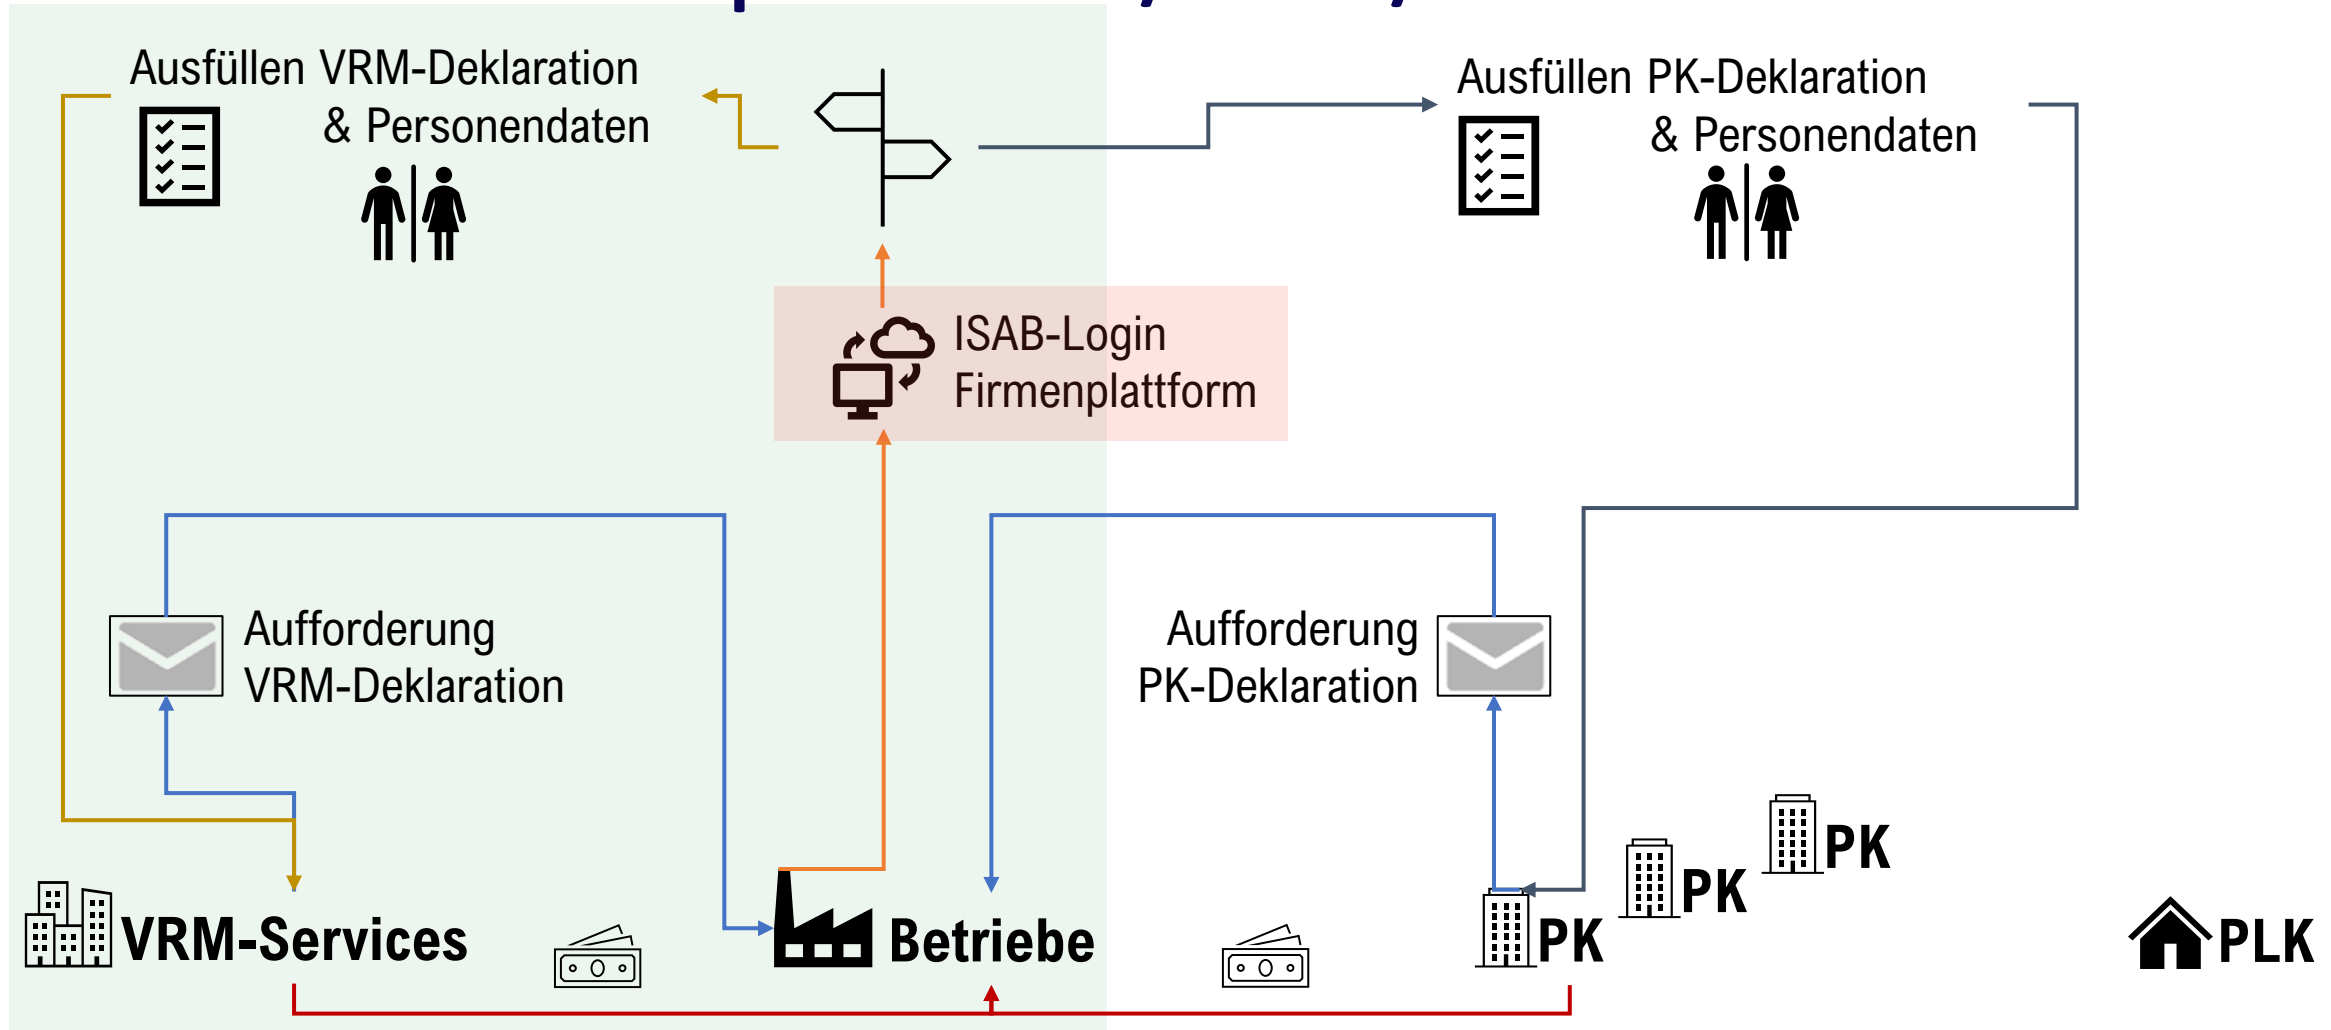 Ausfüllen VRM-Deklaration
& Personendaten
Ausfüllen PK-Deklaration
& Personendaten
ISAB-Login
Firmenplattform
Aufforderung
VRM-Deklaration
Aufforderung
PK-Deklaration
PK
PK
PK
VRM-Services
Betriebe
PLK